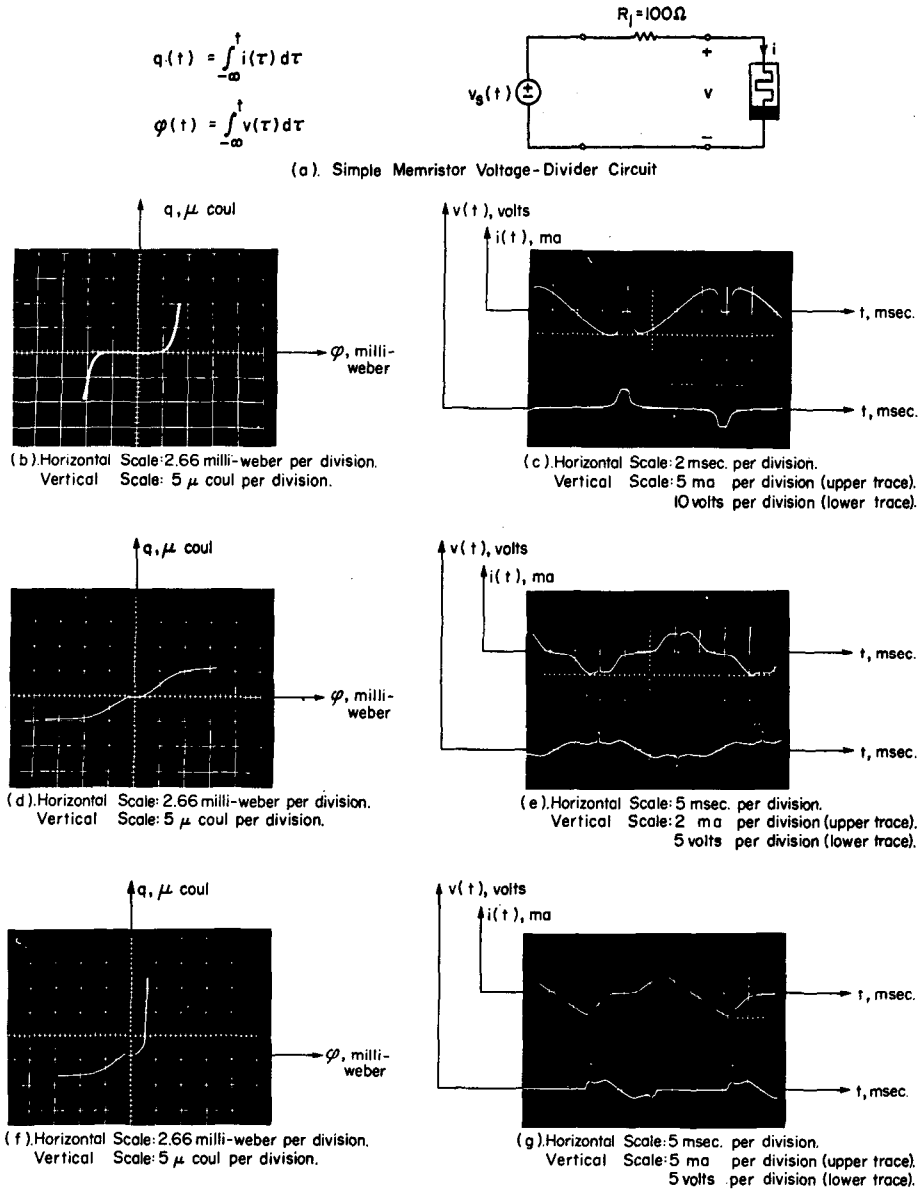 q(t) = ∫_{-∞}^{t} i(τ) dτ
φ(t) = ∫_{-∞}^{t} v(τ) dτ
R₁=100Ω
+
i
v_s(t)
v
−
(a). Simple Memristor Voltage-Divider Circuit
q, μ coul
φ, milli-
weber
(b).Horizontal Scale: 2.66 milli-weber per division.
Vertical Scale: 5 μ coul per division.
v(t), volts
i(t), ma
t, msec.
t, msec.
(c).Horizontal Scale: 2 msec. per division.
Vertical Scale: 5 ma per division (upper trace).
10 volts per division (lower trace).
q, μ coul
φ, milli-
weber
(d).Horizontal Scale: 2.66 milli-weber per division.
Vertical Scale: 5 μ coul per division.
v(t), volts
i(t), ma
t, msec.
t, msec.
(e).Horizontal Scale: 5 msec. per division.
Vertical Scale: 2 ma per division (upper trace).
5 volts per division (lower trace).
q, μ coul
φ, milli-
weber
(f).Horizontal Scale: 2.66 milli-weber per division.
Vertical Scale: 5 μ coul per division.
v(t), volts
i(t), ma
t, msec.
t, msec.
(g).Horizontal Scale: 5 msec. per division.
Vertical Scale: 5 ma per division (upper trace).
5 volts per division (lower trace).